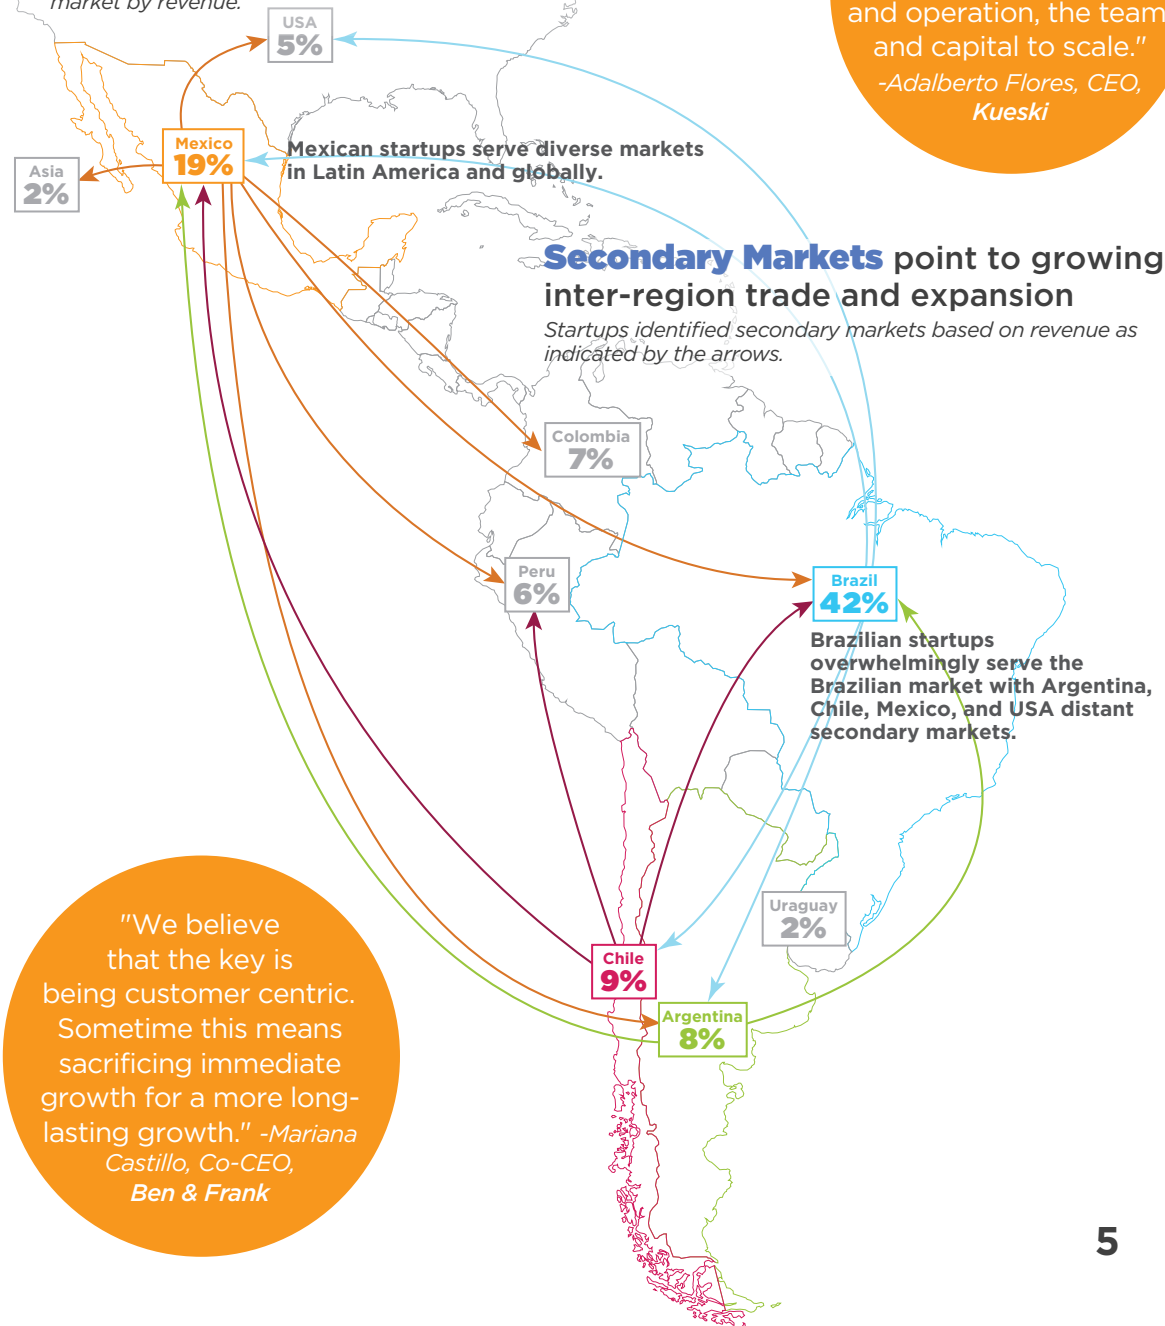 market by revenue.
and operation, the team
and capital to scale."
-Adalberto Flores, CEO,
Kueski
USA
5%
Mexico
19%
Asia
2%
Mexican startups serve diverse markets
in Latin America and globally.
Secondary Markets point to growing
inter-region trade and expansion
Startups identified secondary markets based on revenue as
indicated by the arrows.
Colombia
7%
Peru
6%
Brazil
42%
Brazilian startups
overwhelmingly serve the
Brazilian market with Argentina,
Chile, Mexico, and USA distant
secondary markets.
Uraguay
2%
Chile
9%
Argentina
8%
"We believe
that the key is
being customer centric.
Sometime this means
sacrificing immediate
growth for a more long-
lasting growth." -Mariana
Castillo, Co-CEO,
Ben & Frank
5